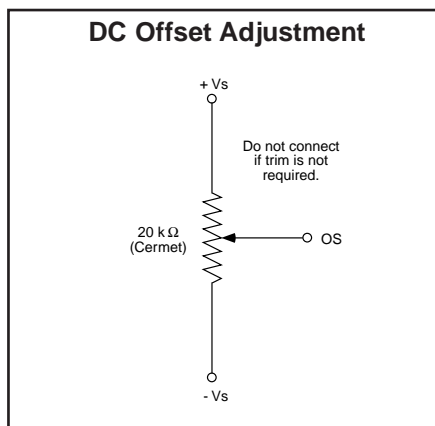 DC Offset Adjustment
+ Vs
Do not connect
if trim is not
required.
20 k Ω
(Cermet)
OS
- Vs